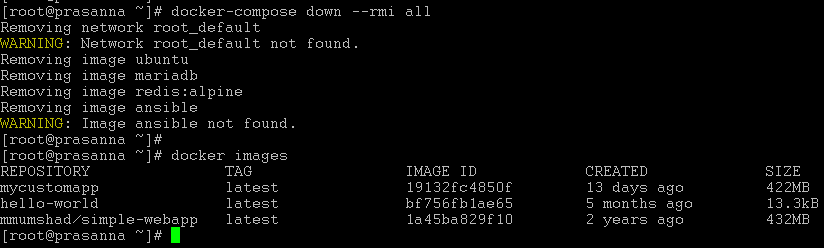 [root@prasanna ~]# docker-compose down --rmi all
Removing network root_default
WARNING: Network root_default not found.
Removing image ubuntu
Removing image mariadb
Removing image redis:alpine
Removing image ansible
WARNING: Image ansible not found.
[root@prasanna ~]#
[root@prasanna ~]# docker images
REPOSITORY TAG IMAGE ID CREATED SIZE
mycustomapp latest 19132fc4850f 13 days ago 422MB
hello-world latest bf756fb1ae65 5 months ago 13.3kB
mmumshad/simple-webapp latest 1a45ba829f10 2 years ago 432MB
[root@prasanna ~]#